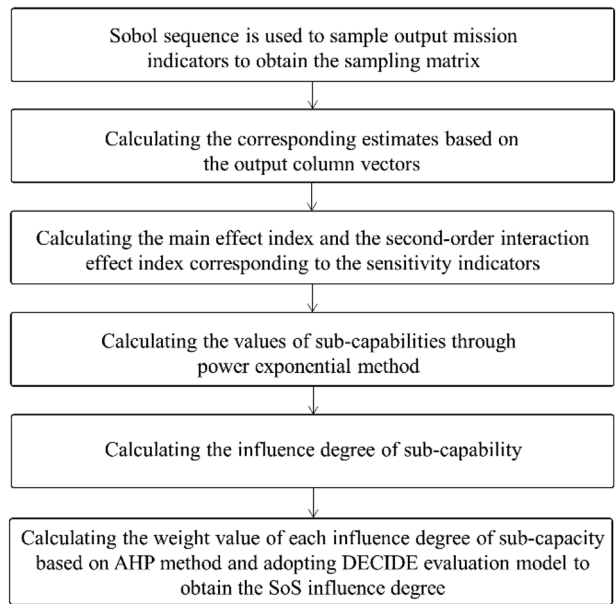 Sobol sequence is used to sample output mission
indicators to obtain the sampling matrix
Calculating the corresponding estimates based on
the output column vectors
Calculating the main effect index and the second-order interaction
effect index corresponding to the sensitivity indicators
Calculating the values of sub-capabilities through
power exponential method
Calculating the influence degree of sub-capability
Calculating the weight value of each influence degree of sub-capacity
based on AHP method and adopting DECIDE evaluation model to
obtain the SoS influence degree